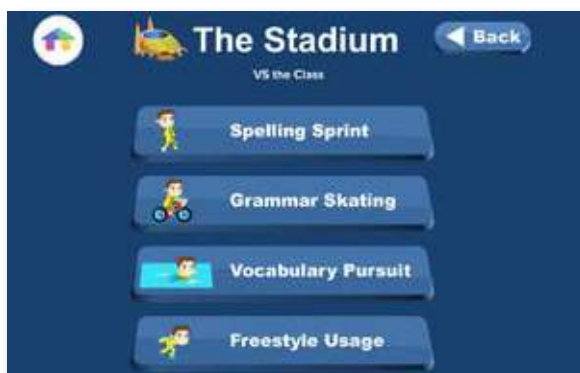 The Stadium
Back
VS the Class
Spelling Sprint
Grammar Skating
Vocabulary Pursuit
Freestyle Usage